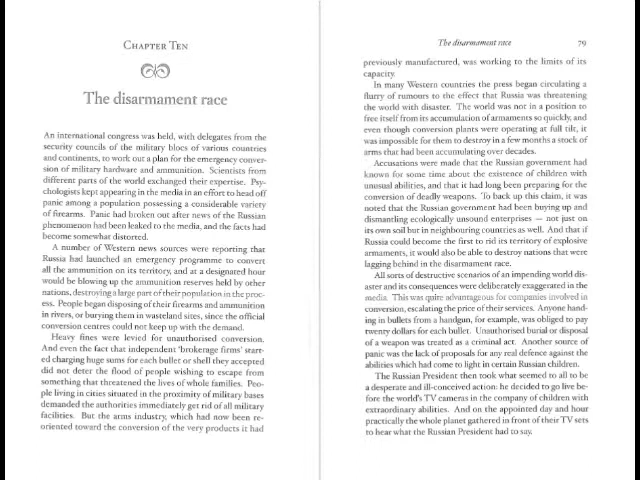 CHAPTER TEN
The disarmament race
An international congress was held, with delegates from the
security councils of the military blocs of various countries
and continents, to work out a plan for the emergency conver-
sion of military hardware and ammunition. Scientists from
different parts of the world exchanged their expertise. Psy-
chologists kept appearing in the media in an effort to head off
panic among a population possessing a considerable variety
of firearms. Panic had broken out after news of the Russian
phenomenon had been leaked to the media, and the facts had
become somewhat distorted.
A number of Western news sources were reporting that
Russia had launched an emergency programme to convert
all the ammunition on its territory, and at a designated hour
would be blowing up the ammunition reserves held by other
nations, destroying a large part of their population in the proc-
ess. People began disposing of their firearms and ammunition
in rivers, or burying them in wasteland sites, since the official
conversion centres could not keep up with the demand.
Heavy fines were levied for unauthorised conversion.
And even the fact that independent 'brokerage firms' start-
ed charging huge sums for each bullet or shell they accepted
did not deter the flood of people wishing to escape from
something that threatened the lives of whole families. Peo-
ple living in cities situated in the proximity of military bases
demanded the authorities immediately get rid of all military
facilities. But the arms industry, which had now been re-
oriented toward the conversion of the very products it had
The disarmament race 79
previously manufactured, was working to the limits of its
capacity.
In many Western countries the press began circulating a
flurry of rumours to the effect that Russia was threatening
the world with disaster. The world was not in a position to
free itself from its accumulation of armaments so quickly, and
even though conversion plants were operating at full tilt, it
was impossible for them to destroy in a few months a stock of
arms that had been accumulating over decades.
Accusations were made that the Russian government had
known for some time about the existence of children with
unusual abilities, and that it had long been preparing for the
conversion of deadly weapons. To back up this claim, it was
noted that the Russian government had been buying up and
dismantling ecologically unsound enterprises — not just on
its own soil but in neighbouring countries as well. And that if
Russia could become the first to rid its territory of explosive
armaments, it would also be able to destroy nations that were
lagging behind in the disarmament race.
All sorts of destructive scenarios of an impending world dis-
aster and its consequences were deliberately exaggerated in the
media. This was quite advantageous for companies involved in
conversion, escalating the price of their services. Anyone hand-
ing in bullets from a handgun, for example, was obliged to pay
twenty dollars for each bullet. Unauthorised burial or disposal
of a weapon was treated as a criminal act. Another source of
panic was the lack of proposals for any real defence against the
abilities which had come to light in certain Russian children.
The Russian President then took what seemed to all to be
a desperate and ill-conceived action: he decided to go live be-
fore the world's TV cameras in the company of children with
extraordinary abilities. And on the appointed day and hour
practically the whole planet gathered in front of their TV sets
to hear what the Russian President had to say.